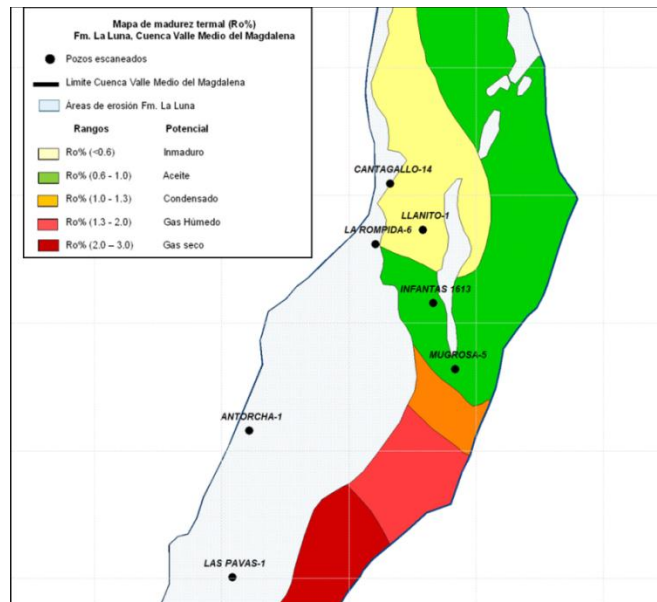 Mapa de madurez termal (Ro%)
Fm. La Luna, Cuenca Valle Medio del Magdalena
Pozos escaneados
Límite Cuenca Valle Medio del Magdalena
Áreas de erosión Fm. La Luna
Rangos Potencial
Ro% (<0.6) Inmaduro
Ro% (0.6 - 1.0) Aceite
Ro% (1.0 - 1.3) Condensado
Ro% (1.3 - 2.0) Gas Húmedo
Ro% (2.0 – 3.0) Gas seco
CANTAGALLO-14
LLANITO-1
LA ROMPIDA-6
INFANTAS 1613
MUGROSA-5
ANTORCHA-1
LAS PAVAS-1